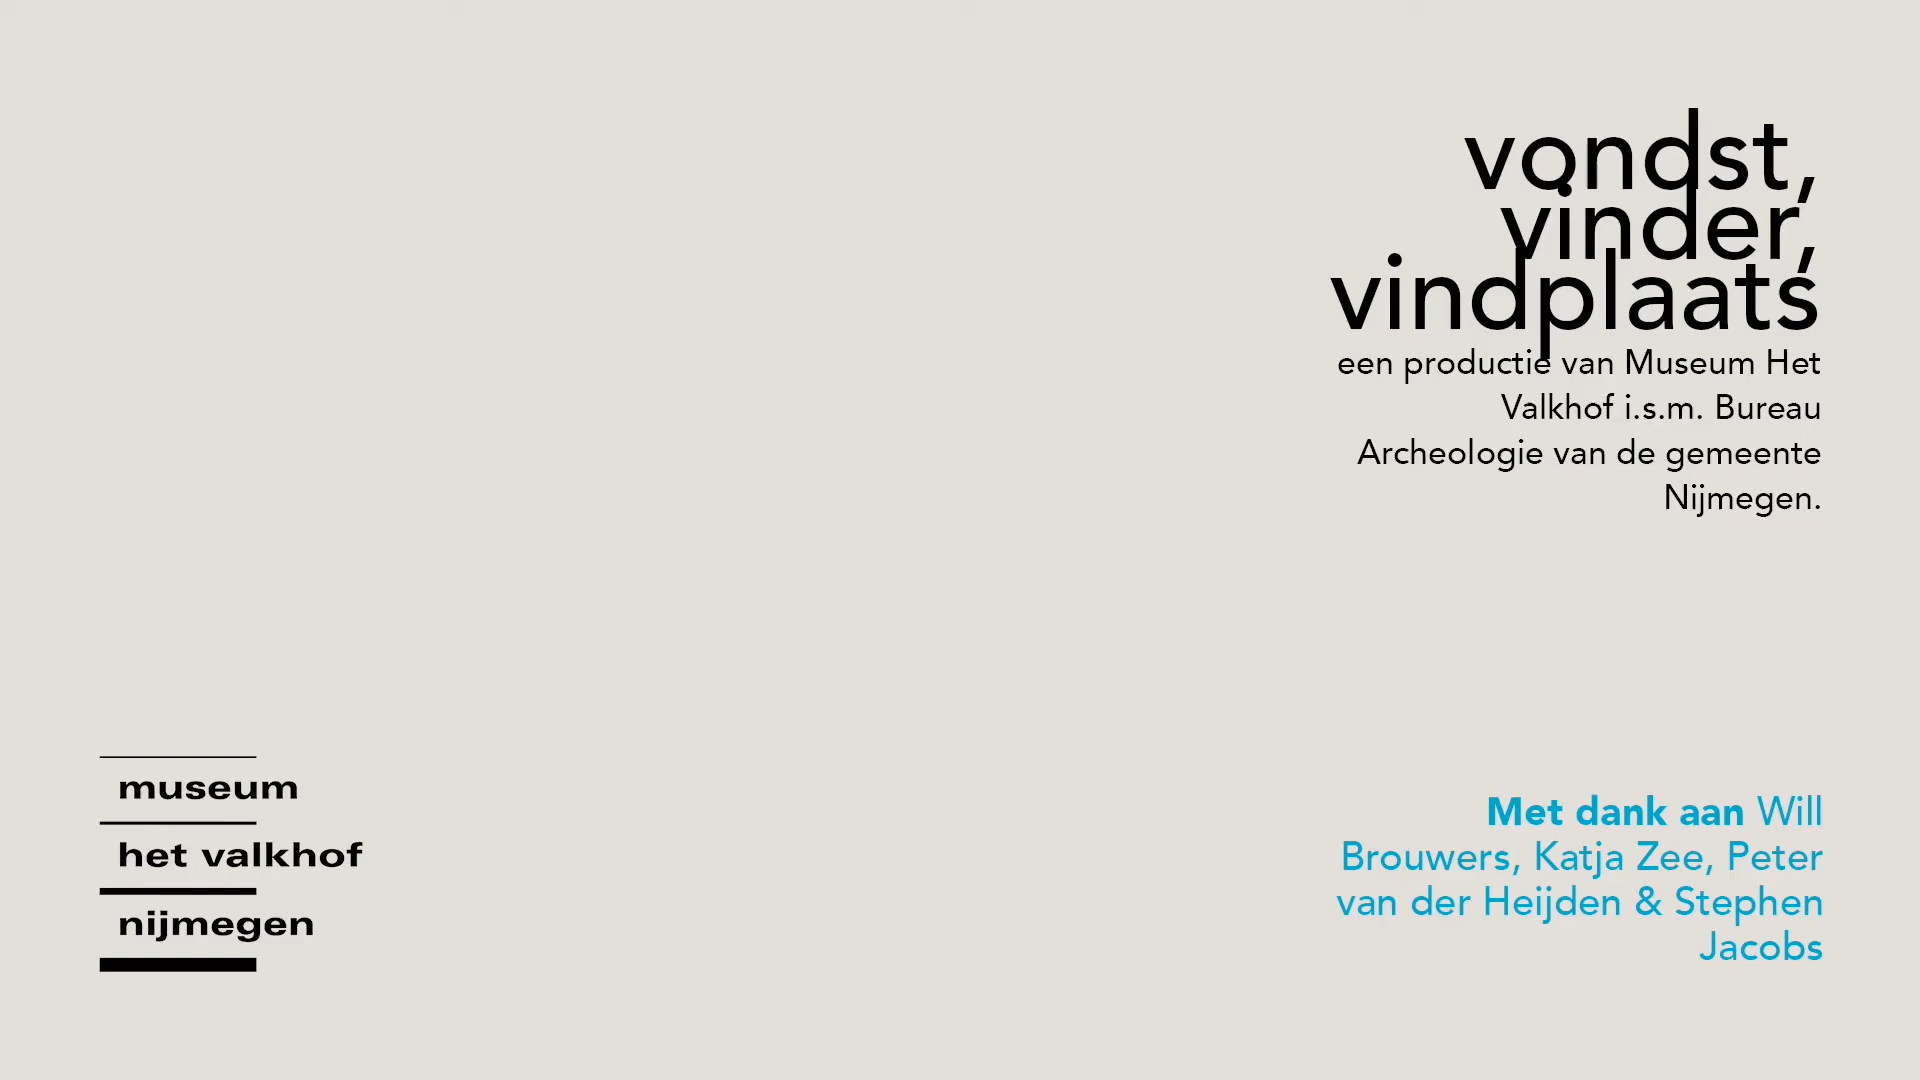 vondst,
vinder,
vindplaats
een productie van Museum Het
Valkhof i.s.m. Bureau
Archeologie van de gemeente
Nijmegen.
museum
het valkhof
nijmegen
Met dank aan Will
Brouwers, Katja Zee, Peter
van der Heijden & Stephen
Jacobs